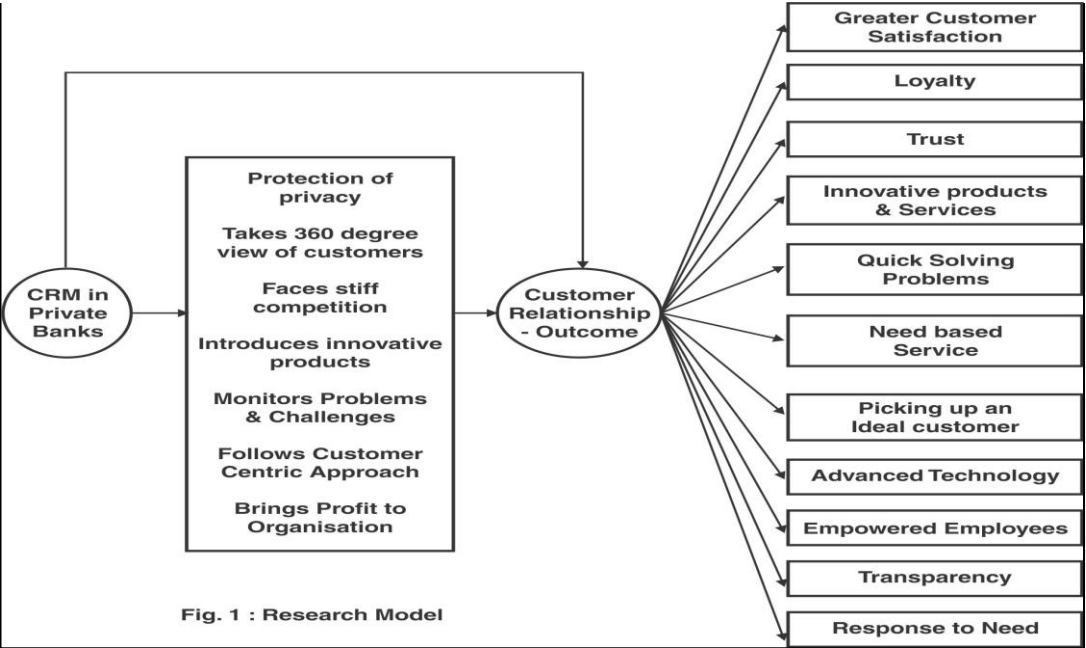 CRM in
Private
Banks
Protection of
privacy
Takes 360 degree
view of customers
Faces stiff
competition
Introduces innovative
products
Monitors Problems
& Challenges
Follows Customer
Centric Approach
Brings Profit to
Organisation
Customer
Relationship
- Outcome
Greater Customer
Satisfaction
Loyalty
Trust
Innovative products
& Services
Quick Solving
Problems
Need based
Service
Picking up an
Ideal customer
Advanced Technology
Empowered Employees
Transparency
Response to Need
Fig. 1 : Research Model